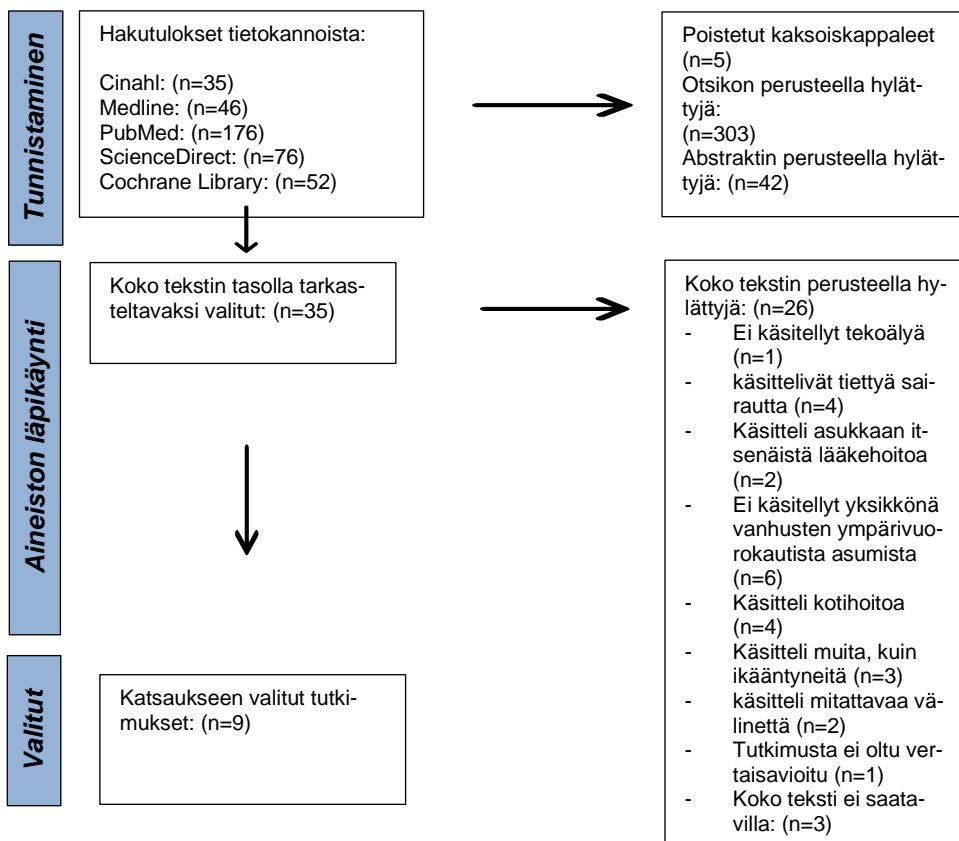 Tunnistaminen
Hakutulokset tietokannoista:
Cinahl: (n=35)
Medline: (n=46)
PubMed: (n=176)
ScienceDirect: (n=76)
Cochrane Library: (n=52)
Poistetut kaksoiskappaleet
(n=5)
Otsikon perusteella hylät-
tyjä:
(n=303)
Abstraktin perusteella hylät-
tyjä: (n=42)
Aineiston läpikäynti
Koko tekstin tasolla tarkas-
teltavaksi valitut: (n=35)
Koko tekstin perusteella hy-
lättyjä: (n=26)
- Ei käsitellyt tekoälyä
(n=1)
- käsittelivät tiettyä sai-
rautta (n=4)
- Käsitteli asukkaan it-
senäistä lääkehoitoa
(n=2)
- Ei käsitellyt yksikkönä
vanhusten ympärivuo-
rokautista asumista
(n=6)
- Käsitteli kotihoitoa
(n=4)
- Käsitteli muita, kuin
ikääntyneitä (n=3)
- käsitteli mitattavaa vä-
linettä (n=2)
- Tutkimusta ei oltu ver-
taisavioitu (n=1)
- Koko teksti ei saata-
villa: (n=3)
Valitut
Katsaukseen valitut tutki-
mukset: (n=9)